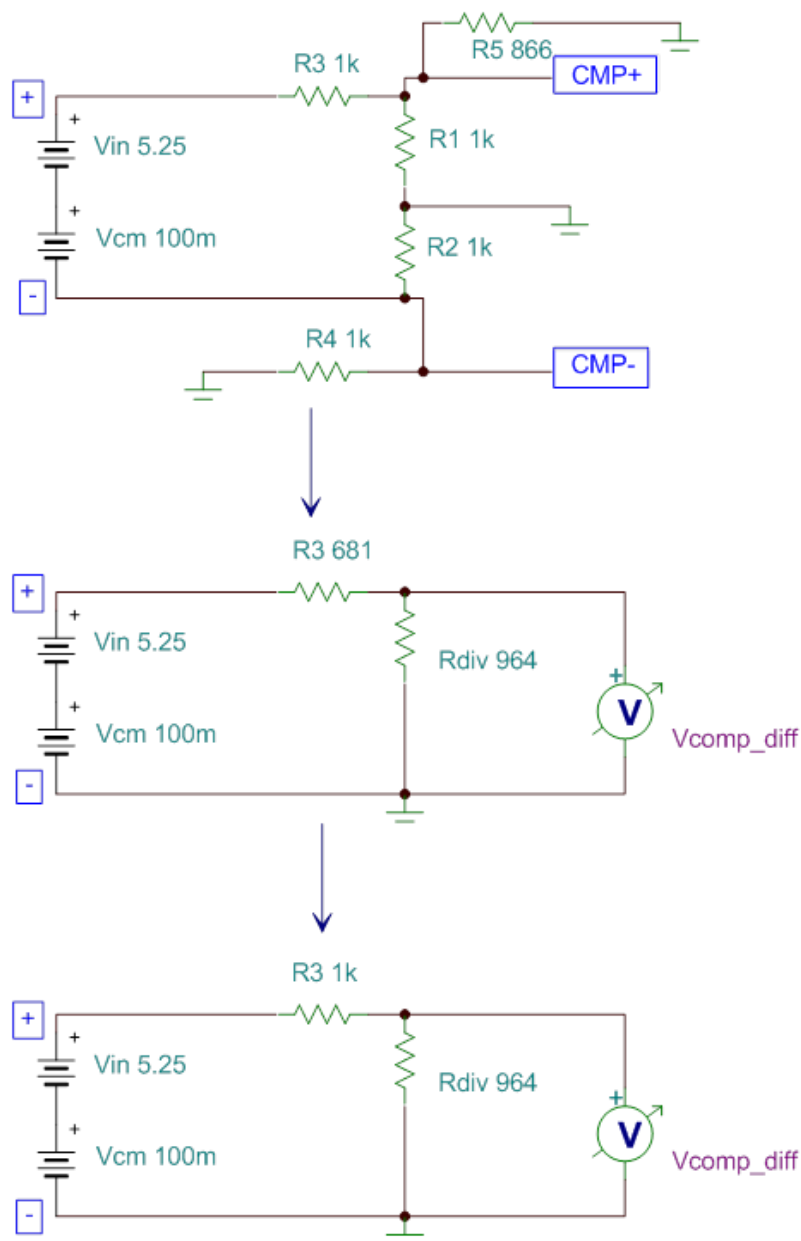 R5 866
R3 1k
CMP+
+
+
Vin 5.25
R1 1k
+
Vcm 100m
R2 1k
-
R4 1k
CMP-
R3 681
+
+
Vin 5.25
Rdiv 964
+
+
V
Vcm 100m
Vcomp_diff
-
R3 1k
+
+
Vin 5.25
Rdiv 964
+
+
V
Vcm 100m
Vcomp_diff
-